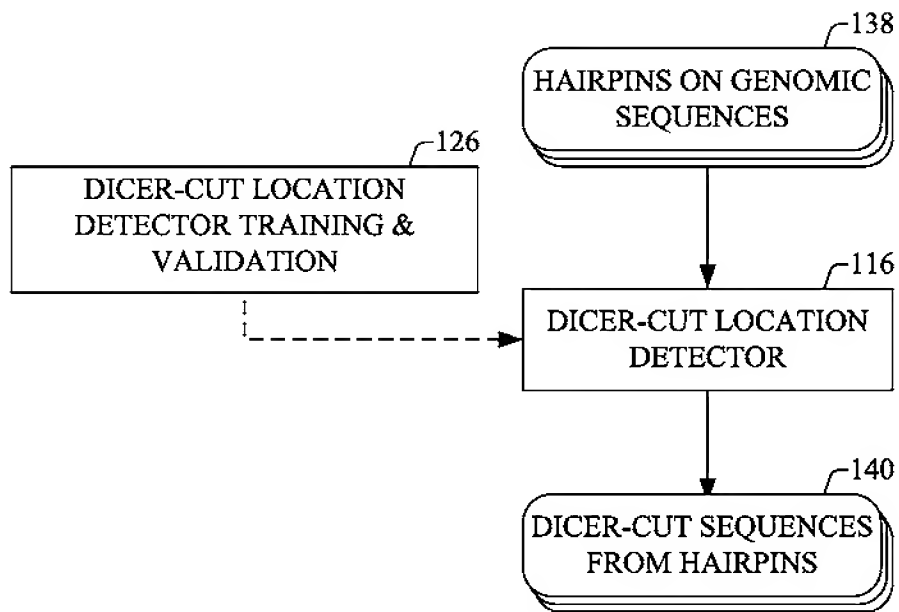 138
HAIRPINS ON GENOMIC
SEQUENCES
126
DICER-CUT LOCATION
DETECTOR TRAINING &
VALIDATION
116
DICER-CUT LOCATION
DETECTOR
140
DICER-CUT SEQUENCES
FROM HAIRPINS